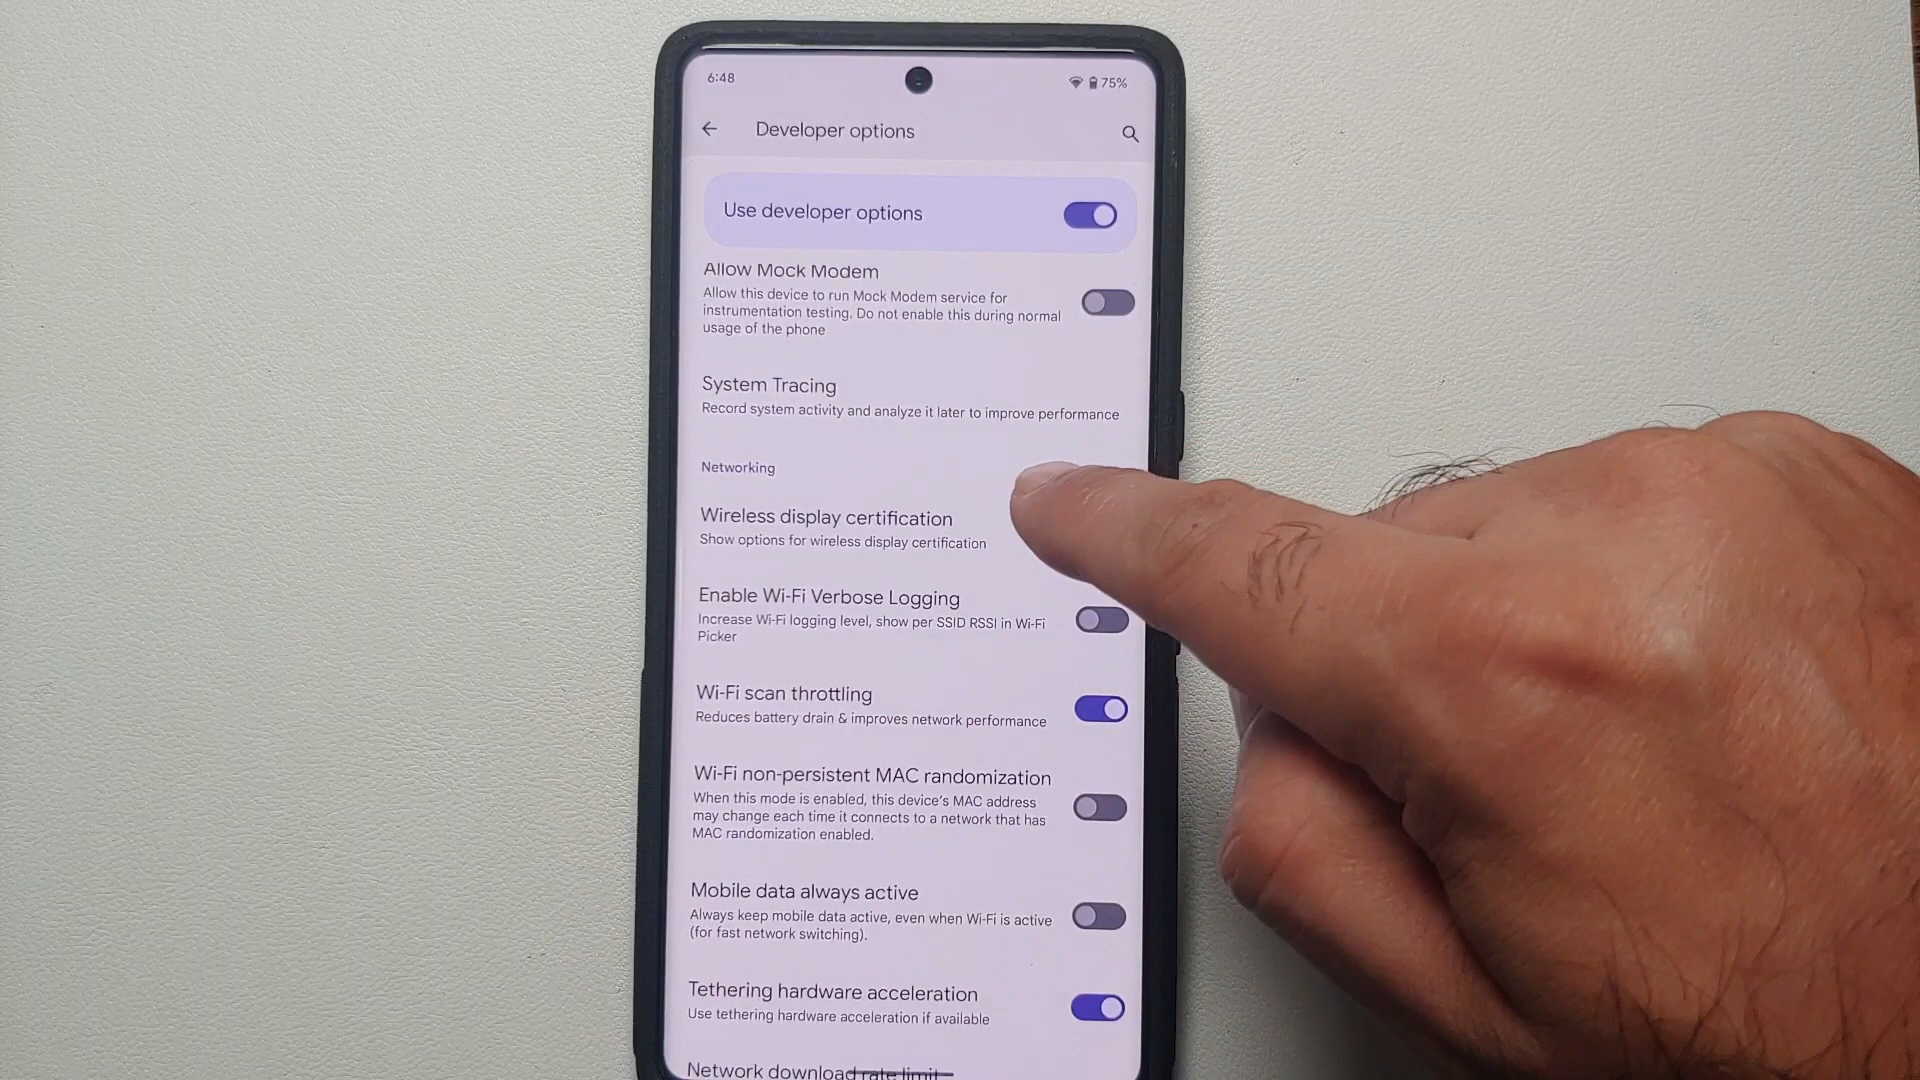 6:48
75%
Developer options
Use developer options
Allow Mock Modem
Allow this device to run Mock Modem service for
instrumentation testing. Do not enable this during normal
usage of the phone
System Tracing
Record system activity and analyze it later to improve performance
Networking
Wireless display certification
Show options for wireless display certification
Enable Wi-Fi Verbose Logging
Increase Wi-Fi logging level, show per SSID RSSI in Wi-Fi
Picker
Wi-Fi scan throttling
Reduces battery drain & improves network performance
Wi-Fi non-persistent MAC randomization
When this mode is enabled, this device's MAC address
may change each time it connects to a network that has
MAC randomization enabled.
Mobile data always active
Always keep mobile data active, even when Wi-Fi is active
(for fast network switching).
Tethering hardware acceleration
Use tethering hardware acceleration if available
Network download rate limit